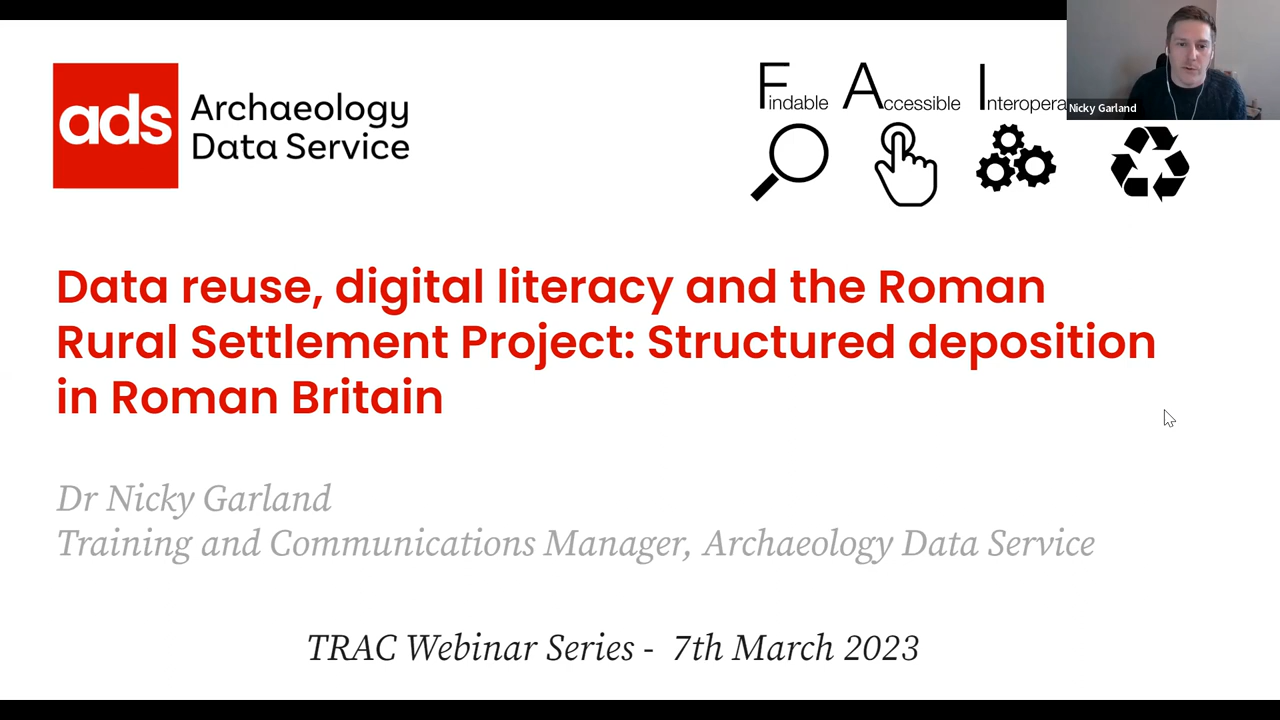 ads Archaeology
Data Service
Findable Accessible Interopera
Nicky Garland
Data reuse, digital literacy and the Roman
Rural Settlement Project: Structured deposition
in Roman Britain
Dr Nicky Garland
Training and Communications Manager, Archaeology Data Service
TRAC Webinar Series - 7th March 2023